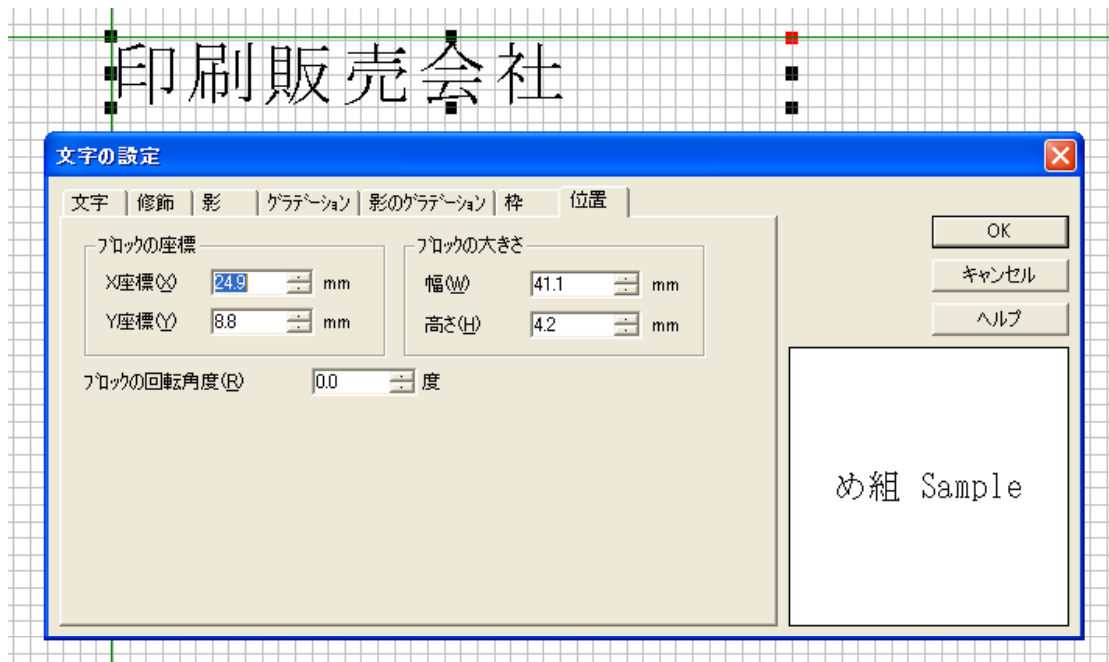 印刷販売会社
文字の設定
文字 修飾 影 ｸﾞﾗﾃﾞｰｼｮﾝ 影のｸﾞﾗﾃﾞｰｼｮﾝ 枠 位置
ﾌﾞﾛｯｸの座標
X座標(X) 24.9 mm
Y座標(Y) 8.8 mm
ﾌﾞﾛｯｸの大きさ
幅(W) 41.1 mm
高さ(H) 4.2 mm
ﾌﾞﾛｯｸの回転角度(R) 0.0 度
OK
キャンセル
ヘルプ
め組 Sample